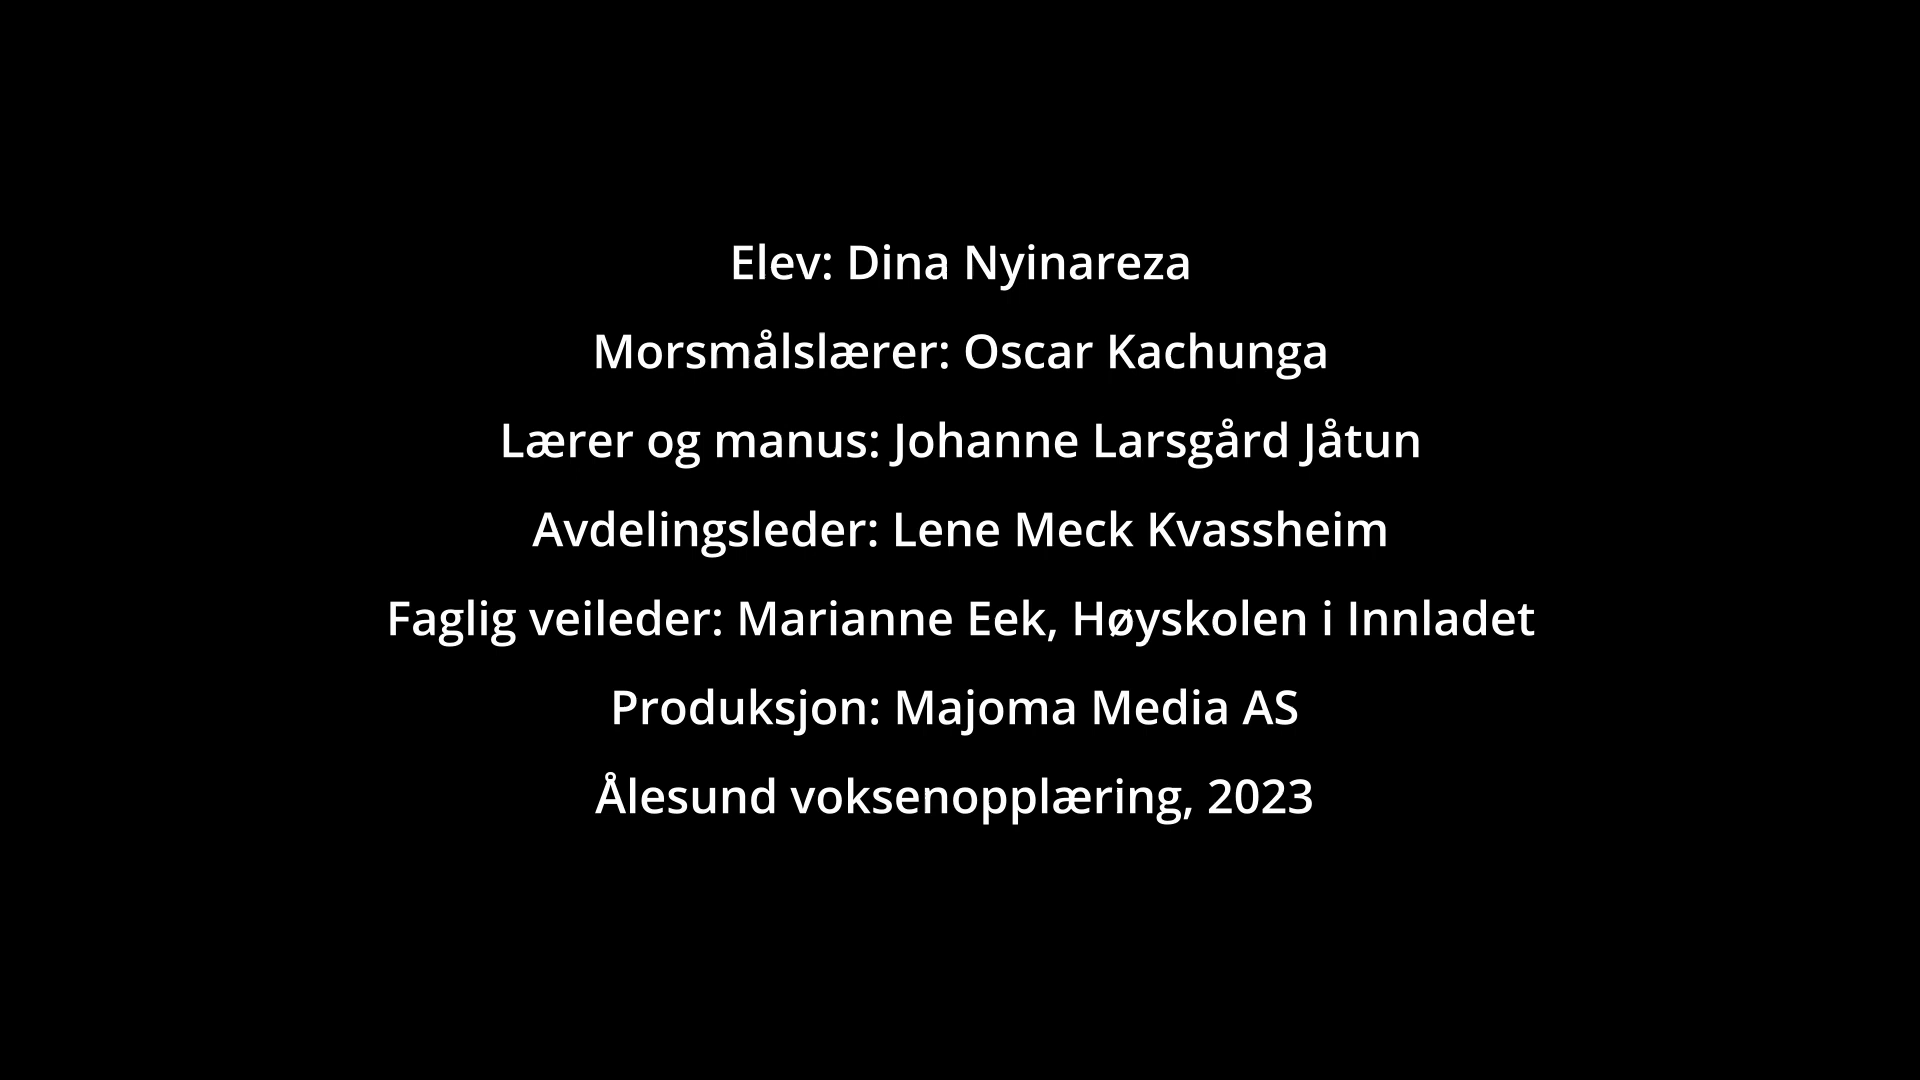 Elev: Dina Nyinareza
Morsmålslærer: Oscar Kachunga
Lærer og manus: Johanne Larsgård Jåtun
Avdelingsleder: Lene Meck Kvassheim
Faglig veileder: Marianne Eek, Høyskolen i Innladet
Produksjon: Majoma Media AS
Ålesund voksenopplæring, 2023